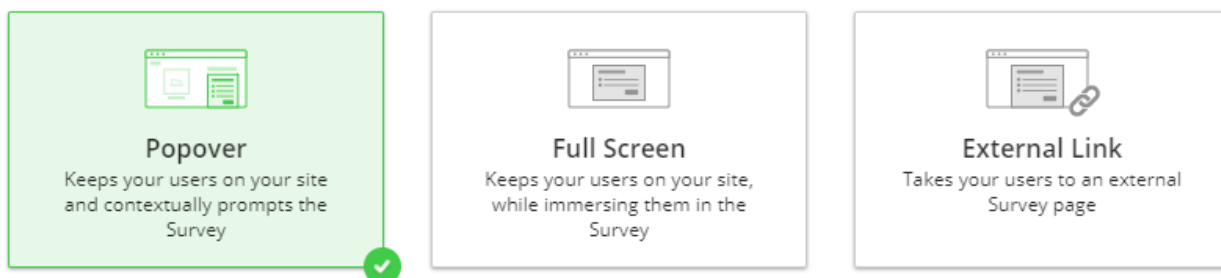 Popover
Keeps your users on your site
and contextually prompts the
Survey
Full Screen
Keeps your users on your site,
while immersing them in the
Survey
External Link
Takes your users to an external
Survey page